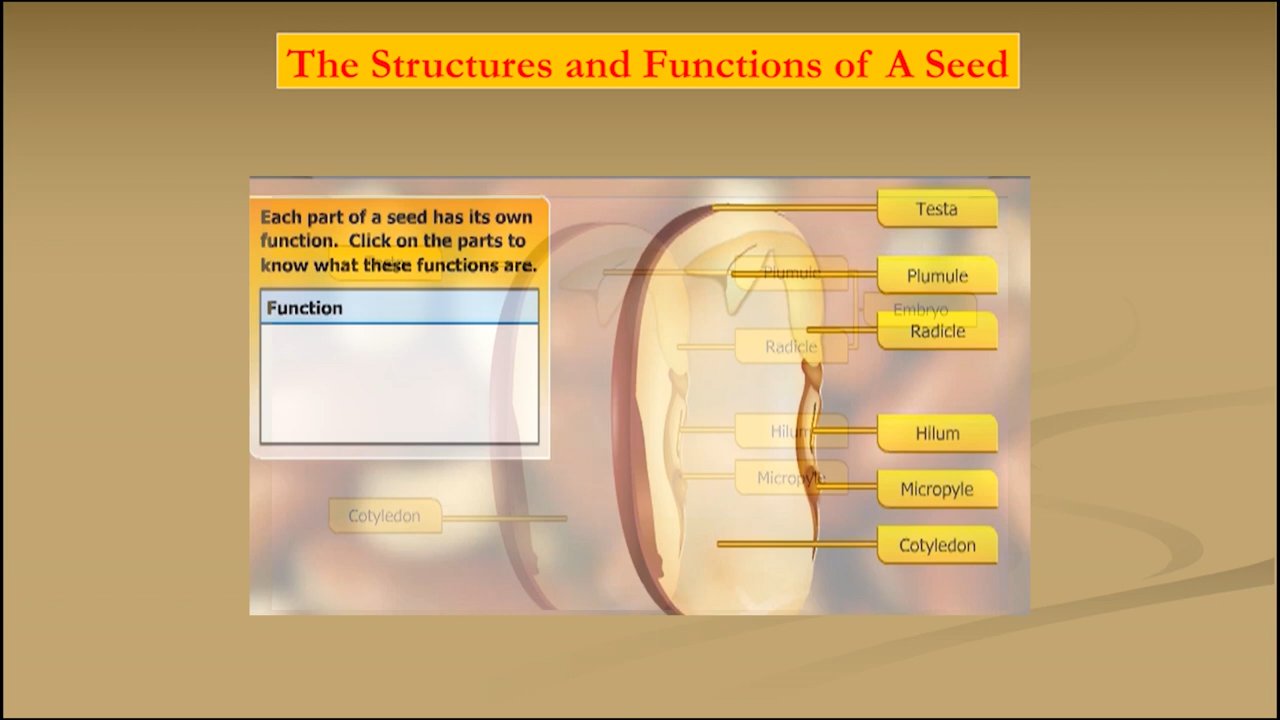 The Structures and Functions of A Seed
Each part of a seed has its own
function. Click on the parts to
know what these functions are.
Function
Testa
Plumule
Radicle
Hilum
Micropyle
Cotyledon
Plumule
Embryo
Radicle
Hilum
Micropyle
Cotyledon